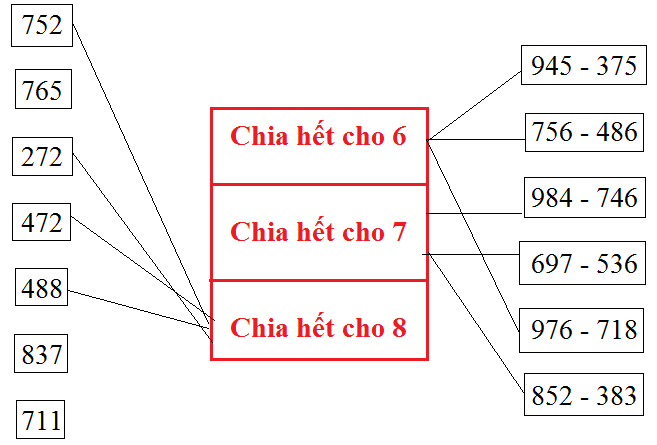 752
765
272
472
488
837
711
Chia hết cho 6
Chia hết cho 7
Chia hết cho 8
945 - 375
756 - 486
984 - 746
697 - 536
976 - 718
852 - 383